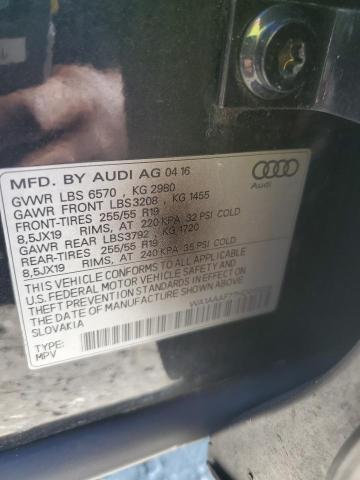 MFD. BY AUDI AG 04 16
GVWR LBS 6570 , KG 2980
GAWR FRONT LBS 3208 , KG 1455
FRONT-TIRES 255/55 R19
8,5JX19 RIMS, AT 220 KPA 32 PSI COLD
GAWR REAR LBS3792 , KG 1720
REAR-TIRES 255/55 R19
8,5JX19 RIMS, AT 240 KPA 35 PSI COLD
THIS VEHICLE CONFORMS TO ALL APPLICABLE
U.S. FEDERAL MOTOR VEHICLE SAFETY AND
THEFT PREVENTION STANDARDS IN EFFECT ON
THE DATE OF MANUFACTURE SHOWN ABOVE.
SLOVAKIA
TYPE:
MPV
Audi